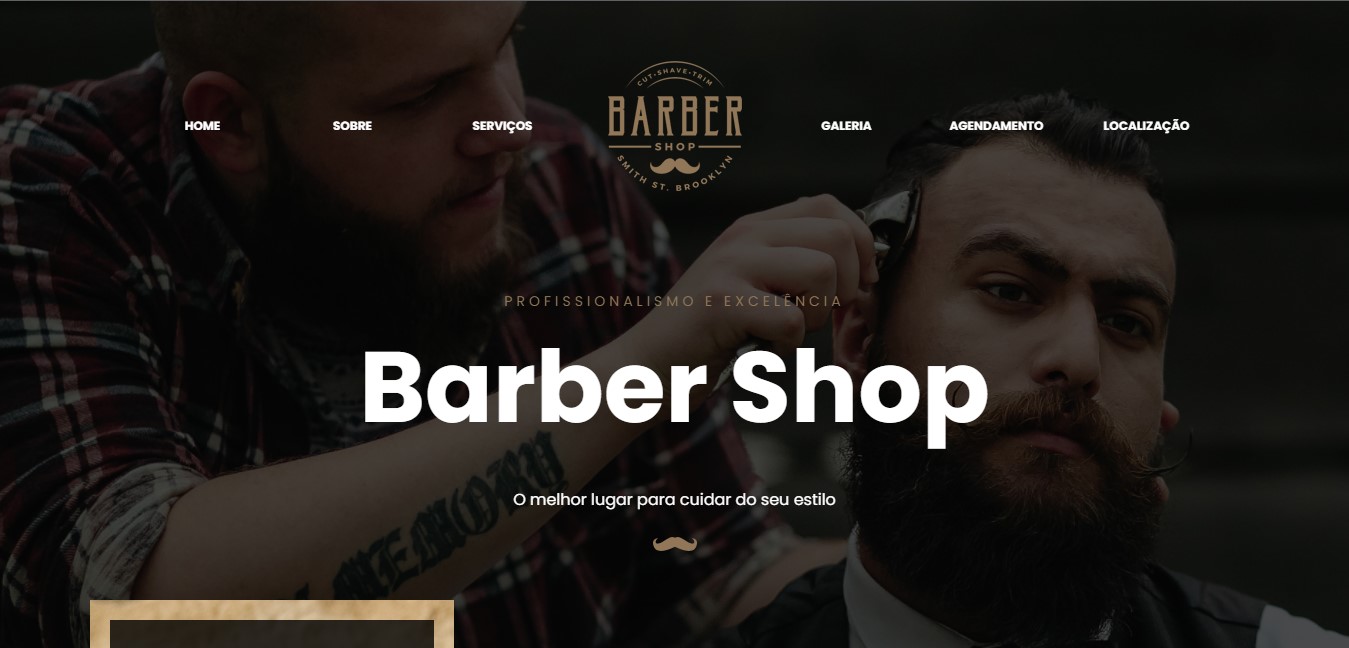 CUT•SHAVE•TRIM
BARBER
SHOP
SMITH ST. BROOKLYN
HOME SOBRE SERVIÇOS GALERIA AGENDAMENTO LOCALIZAÇÃO
PROFISSIONALISMO E EXCELÊNCIA
Barber Shop
O melhor lugar para cuidar do seu estilo
MEMORY